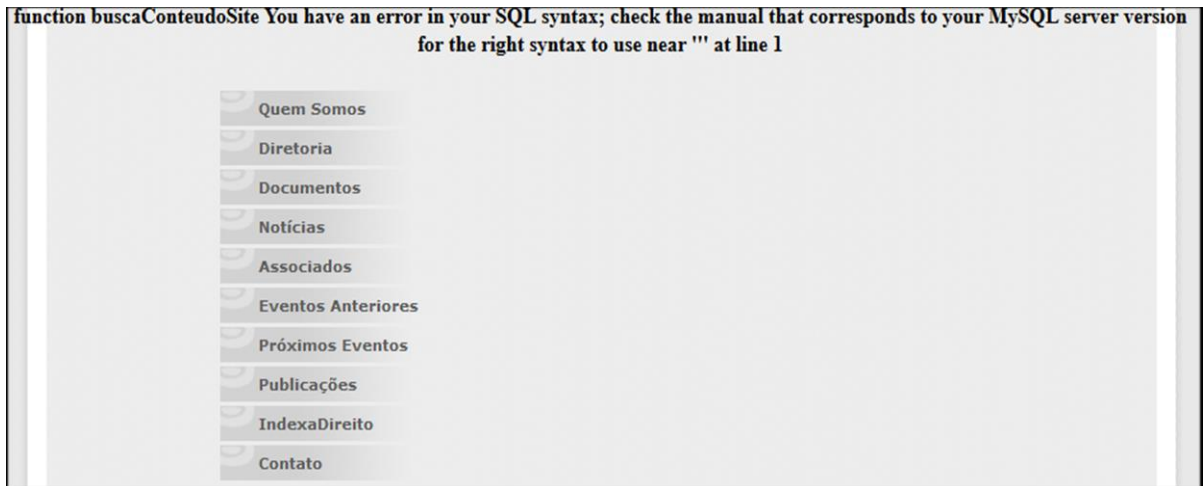 function buscaConteudoSite You have an error in your SQL syntax; check the manual that corresponds to your MySQL server version
for the right syntax to use near ''' at line 1
Quem Somos
Diretoria
Documentos
Notícias
Associados
Eventos Anteriores
Próximos Eventos
Publicações
IndexaDireito
Contato